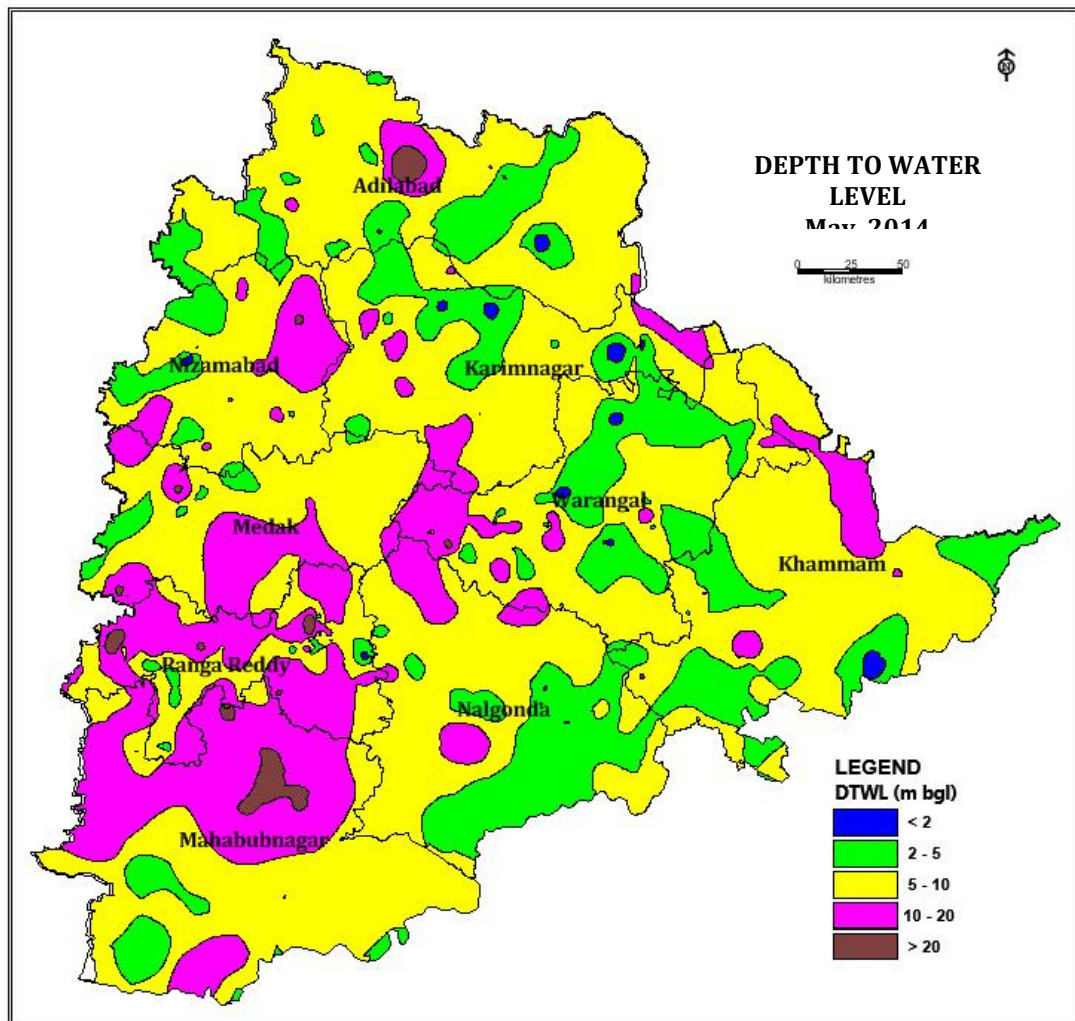 N
DEPTH TO WATER
LEVEL
May, 2014
0 25 50
kilometres
Adilabad
Nizamabad
Karimnagar
Warangal
Medak
Khammam
Ranga Reddy
Nalgonda
Mahabubnagar
LEGEND
DTWL (m bgl)
< 2
2 - 5
5 - 10
10 - 20
> 20